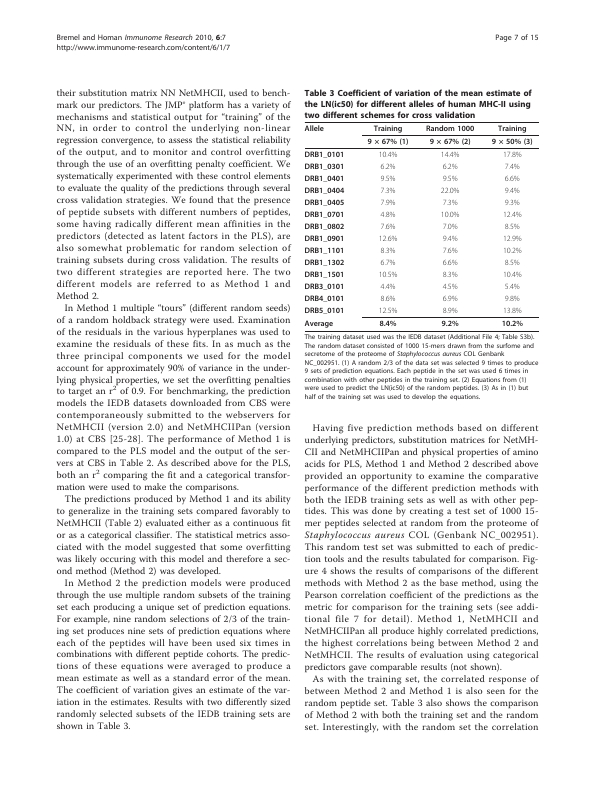 Bremel and Homan Immunome Research 2010, 6:7
http://www.immunome-research.com/content/6/1/7
Page 7 of 15
their substitution matrix NN NetMHCII, used to bench-
mark our predictors. The JMP® platform has a variety of
mechanisms and statistical output for “training” of the
NN, in order to control the underlying non-linear
regression convergence, to assess the statistical reliability
of the output, and to monitor and control overfitting
through the use of an overfitting penalty coefficient. We
systematically experimented with these control elements
to evaluate the quality of the predictions through several
cross validation strategies. We found that the presence
of peptide subsets with different numbers of peptides,
some having radically different mean affinities in the
predictors (detected as latent factors in the PLS), are
also somewhat problematic for random selection of
training subsets during cross validation. The results of
two different strategies are reported here. The two
different models are referred to as Method 1 and
Method 2.
In Method 1 multiple “tours” (different random seeds)
of a random holdback strategy were used. Examination
of the residuals in the various hyperplanes was used to
examine the residuals of these fits. In as much as the
three principal components we used for the model
account for approximately 90% of variance in the under-
lying physical properties, we set the overfitting penalties
to target an r² of 0.9. For benchmarking, the prediction
models the IEDB datasets downloaded from CBS were
contemporaneously submitted to the webservers for
NetMHCII (version 2.0) and NetMHCIIPan (version
1.0) at CBS [25-28]. The performance of Method 1 is
compared to the PLS model and the output of the ser-
vers at CBS in Table 2. As described above for the PLS,
both an r² comparing the fit and a categorical transfor-
mation were used to make the comparisons.
The predictions produced by Method 1 and its ability
to generalize in the training sets compared favorably to
NetMHCII (Table 2) evaluated either as a continuous fit
or as a categorical classifier. The statistical metrics asso-
ciated with the model suggested that some overfitting
was likely occuring with this model and therefore a sec-
ond method (Method 2) was developed.
In Method 2 the prediction models were produced
through the use multiple random subsets of the training
set each producing a unique set of prediction equations.
For example, nine random selections of 2/3 of the train-
ing set produces nine sets of prediction equations where
each of the peptides will have been used six times in
combinations with different peptide cohorts. The predic-
tions of these equations were averaged to produce a
mean estimate as well as a standard error of the mean.
The coefficient of variation gives an estimate of the var-
iation in the estimates. Results with two differently sized
randomly selected subsets of the IEDB training sets are
shown in Table 3.
Table 3 Coefficient of variation of the mean estimate of
the LN(ic50) for different alleles of human MHC-II using
two different schemes for cross validation
Allele Training Random 1000 Training
9 × 67% (1) 9 × 67% (2) 9 × 50% (3)
DRB1_0101 10.4% 14.4% 17.8%
DRB1_0301 6.2% 6.2% 7.4%
DRB1_0401 9.5% 9.5% 6.6%
DRB1_0404 7.3% 22.0% 9.4%
DRB1_0405 7.9% 7.3% 9.3%
DRB1_0701 4.8% 10.0% 12.4%
DRB1_0802 7.6% 7.0% 8.5%
DRB1_0901 12.6% 9.4% 12.9%
DRB1_1101 8.3% 7.6% 10.2%
DRB1_1302 6.7% 6.6% 8.5%
DRB1_1501 10.5% 8.3% 10.4%
DRB3_0101 4.4% 4.5% 5.4%
DRB4_0101 8.6% 6.9% 9.8%
DRB5_0101 12.5% 8.9% 13.8%
Average 8.4% 9.2% 10.2%
The training dataset used was the IEDB dataset (Additional File 4; Table S3b).
The random dataset consisted of 1000 15-mers drawn from the surfome and
secretome of the proteome of Staphylococcus aureus COL Genbank
NC_002951. (1) A random 2/3 of the data set was selected 9 times to produce
9 sets of prediction equations. Each peptide in the set was used 6 times in
combination with other peptides in the training set. (2) Equations from (1)
were used to predict the LN(ic50) of the random peptides. (3) As in (1) but
half of the training set was used to develop the equations.
Having five prediction methods based on different
underlying predictors, substitution matrices for NetMH-
CII and NetMHCIIPan and physical properties of amino
acids for PLS, Method 1 and Method 2 described above
provided an opportunity to examine the comparative
performance of the different prediction methods with
both the IEDB training sets as well as with other pep-
tides. This was done by creating a test set of 1000 15-
mer peptides selected at random from the proteome of
Staphylococcus aureus COL (Genbank NC_002951).
This random test set was submitted to each of predic-
tion tools and the results tabulated for comparison. Fig-
ure 4 shows the results of comparisons of the different
methods with Method 2 as the base method, using the
Pearson correlation coefficient of the predictions as the
metric for comparison for the training sets (see addi-
tional file 7 for detail). Method 1, NetMHCII and
NetMHCIIPan all produce highly correlated predictions,
the highest correlations being between Method 2 and
NetMHCII. The results of evaluation using categorical
predictors gave comparable results (not shown).
As with the training set, the correlated response of
between Method 2 and Method 1 is also seen for the
random peptide set. Table 3 also shows the comparison
of Method 2 with both the training set and the random
set. Interestingly, with the random set the correlation